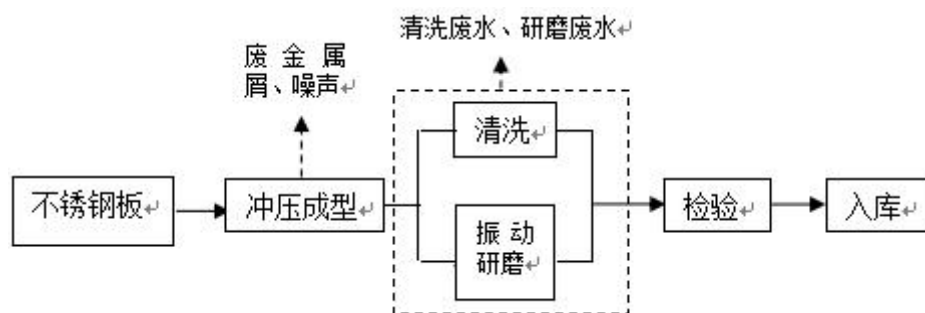 清洗废水、研磨废水↵
废 金 属
屑、噪声↵
清洗↵
不锈钢板↵
冲压成型↵
振 动
研磨↵
检验↵
入库↵